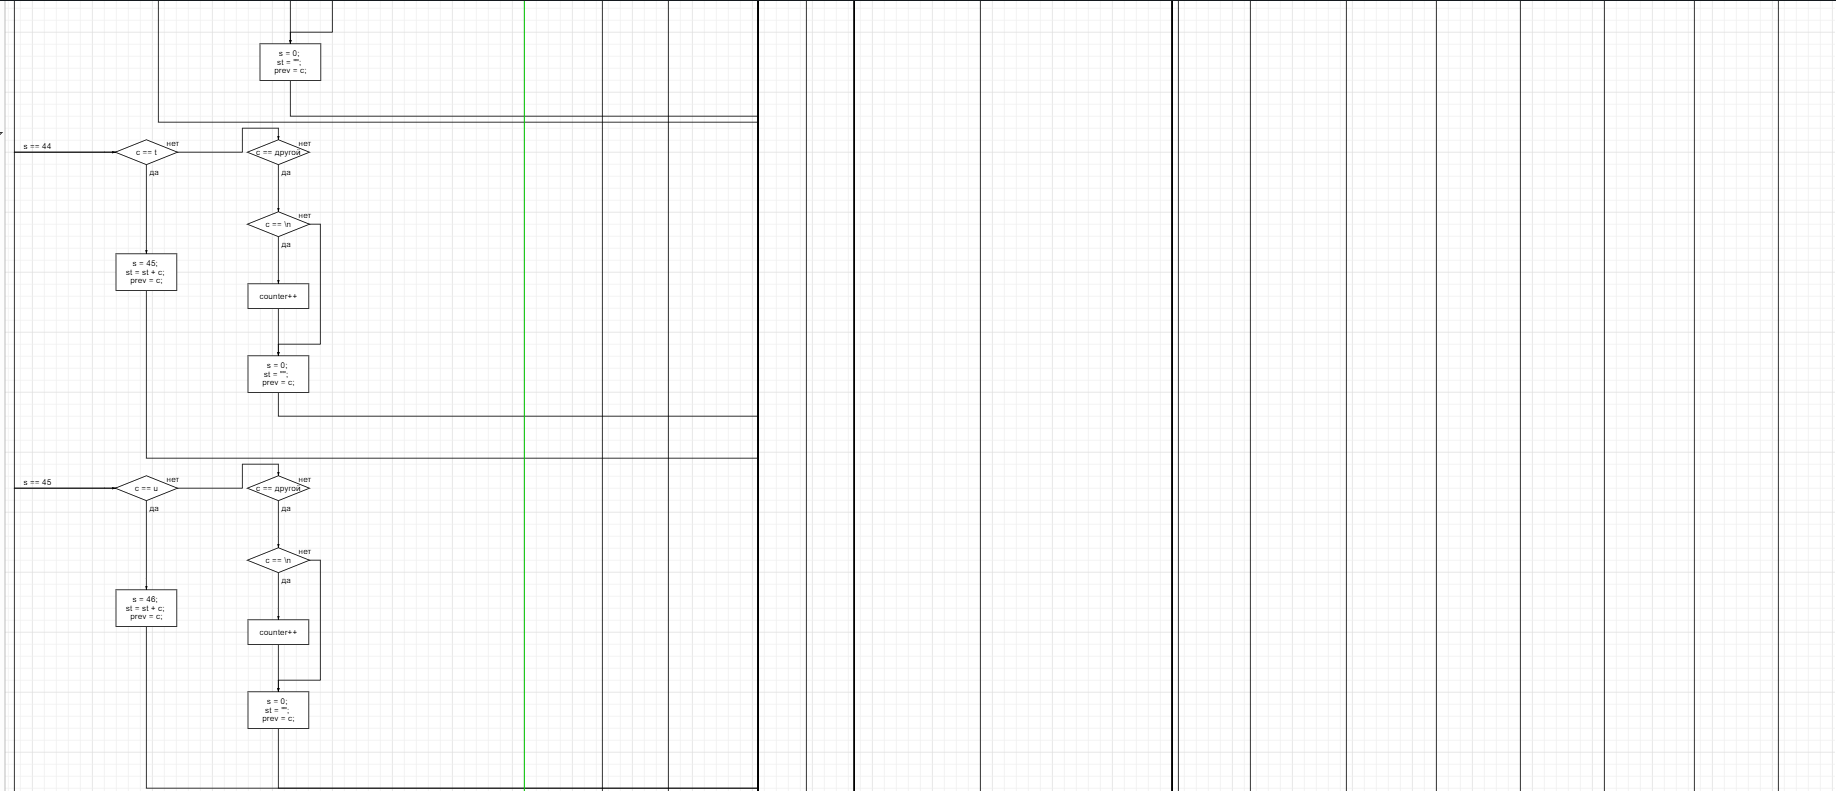 s = 0;
st = "";
prev = c;
s == 44
c == t
нет
c == другой
нет
да
да
c == \n
нет
да
s = 45;
st = st + c;
prev = c;
counter++
s = 0;
st = "";
prev = c;
s == 45
c == u
нет
c == другой
нет
да
да
c == \n
нет
да
s = 46;
st = st + c;
prev = c;
counter++
s = 0;
st = "";
prev = c;